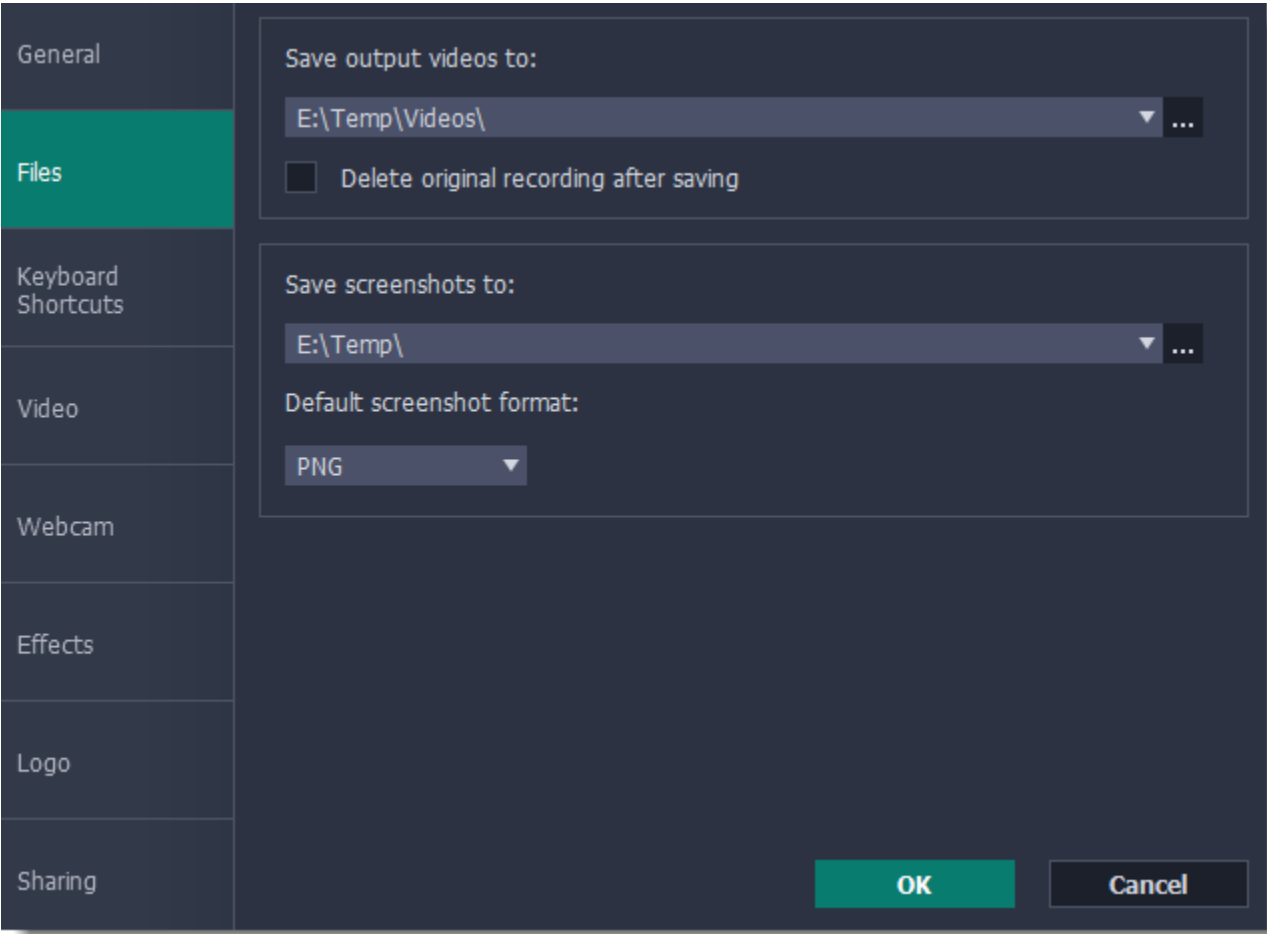 General
Files
Keyboard
Shortcuts
Video
Webcam
Effects
Logo
Sharing
Save output videos to:
E:\Temp\Videos\
...
Delete original recording after saving
Save screenshots to:
E:\Temp\
...
Default screenshot format:
PNG
OK
Cancel